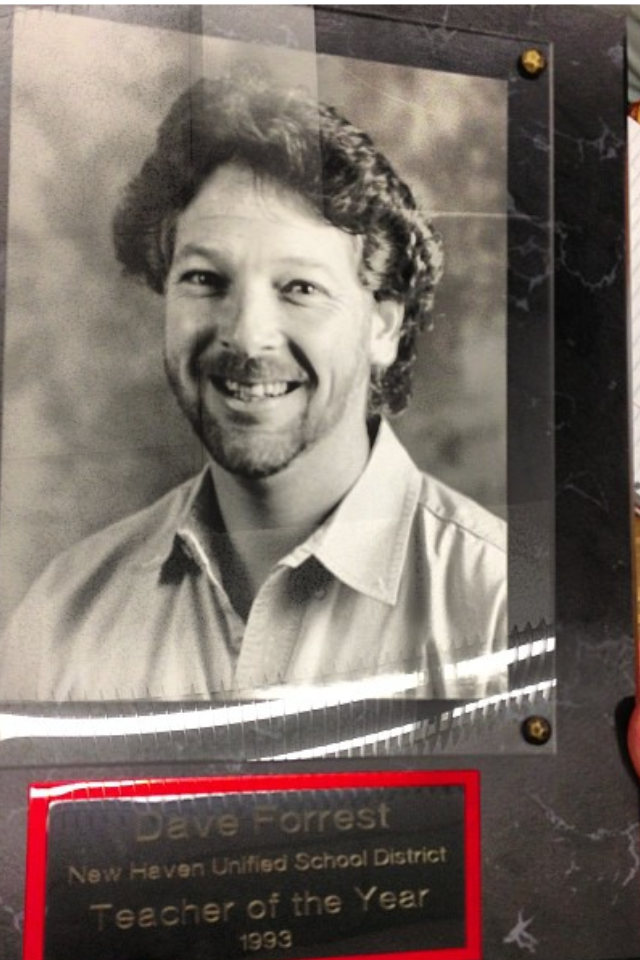 Dave Forrest
New Haven Unified School District
Teacher of the Year
1993